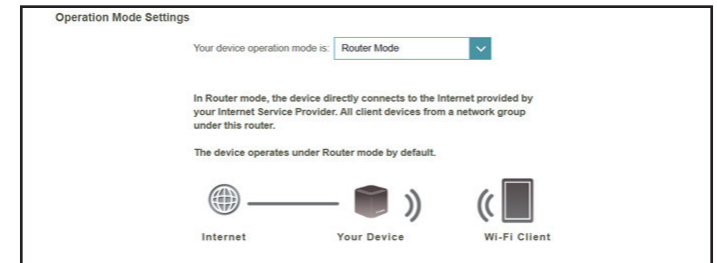 Operation Mode Settings
Your device operation mode is: Router Mode
In Router mode, the device directly connects to the Internet provided by
your Internet Service Provider. All client devices from a network group
under this router.
The device operates under Router mode by default.
Internet Your Device Wi-Fi Client